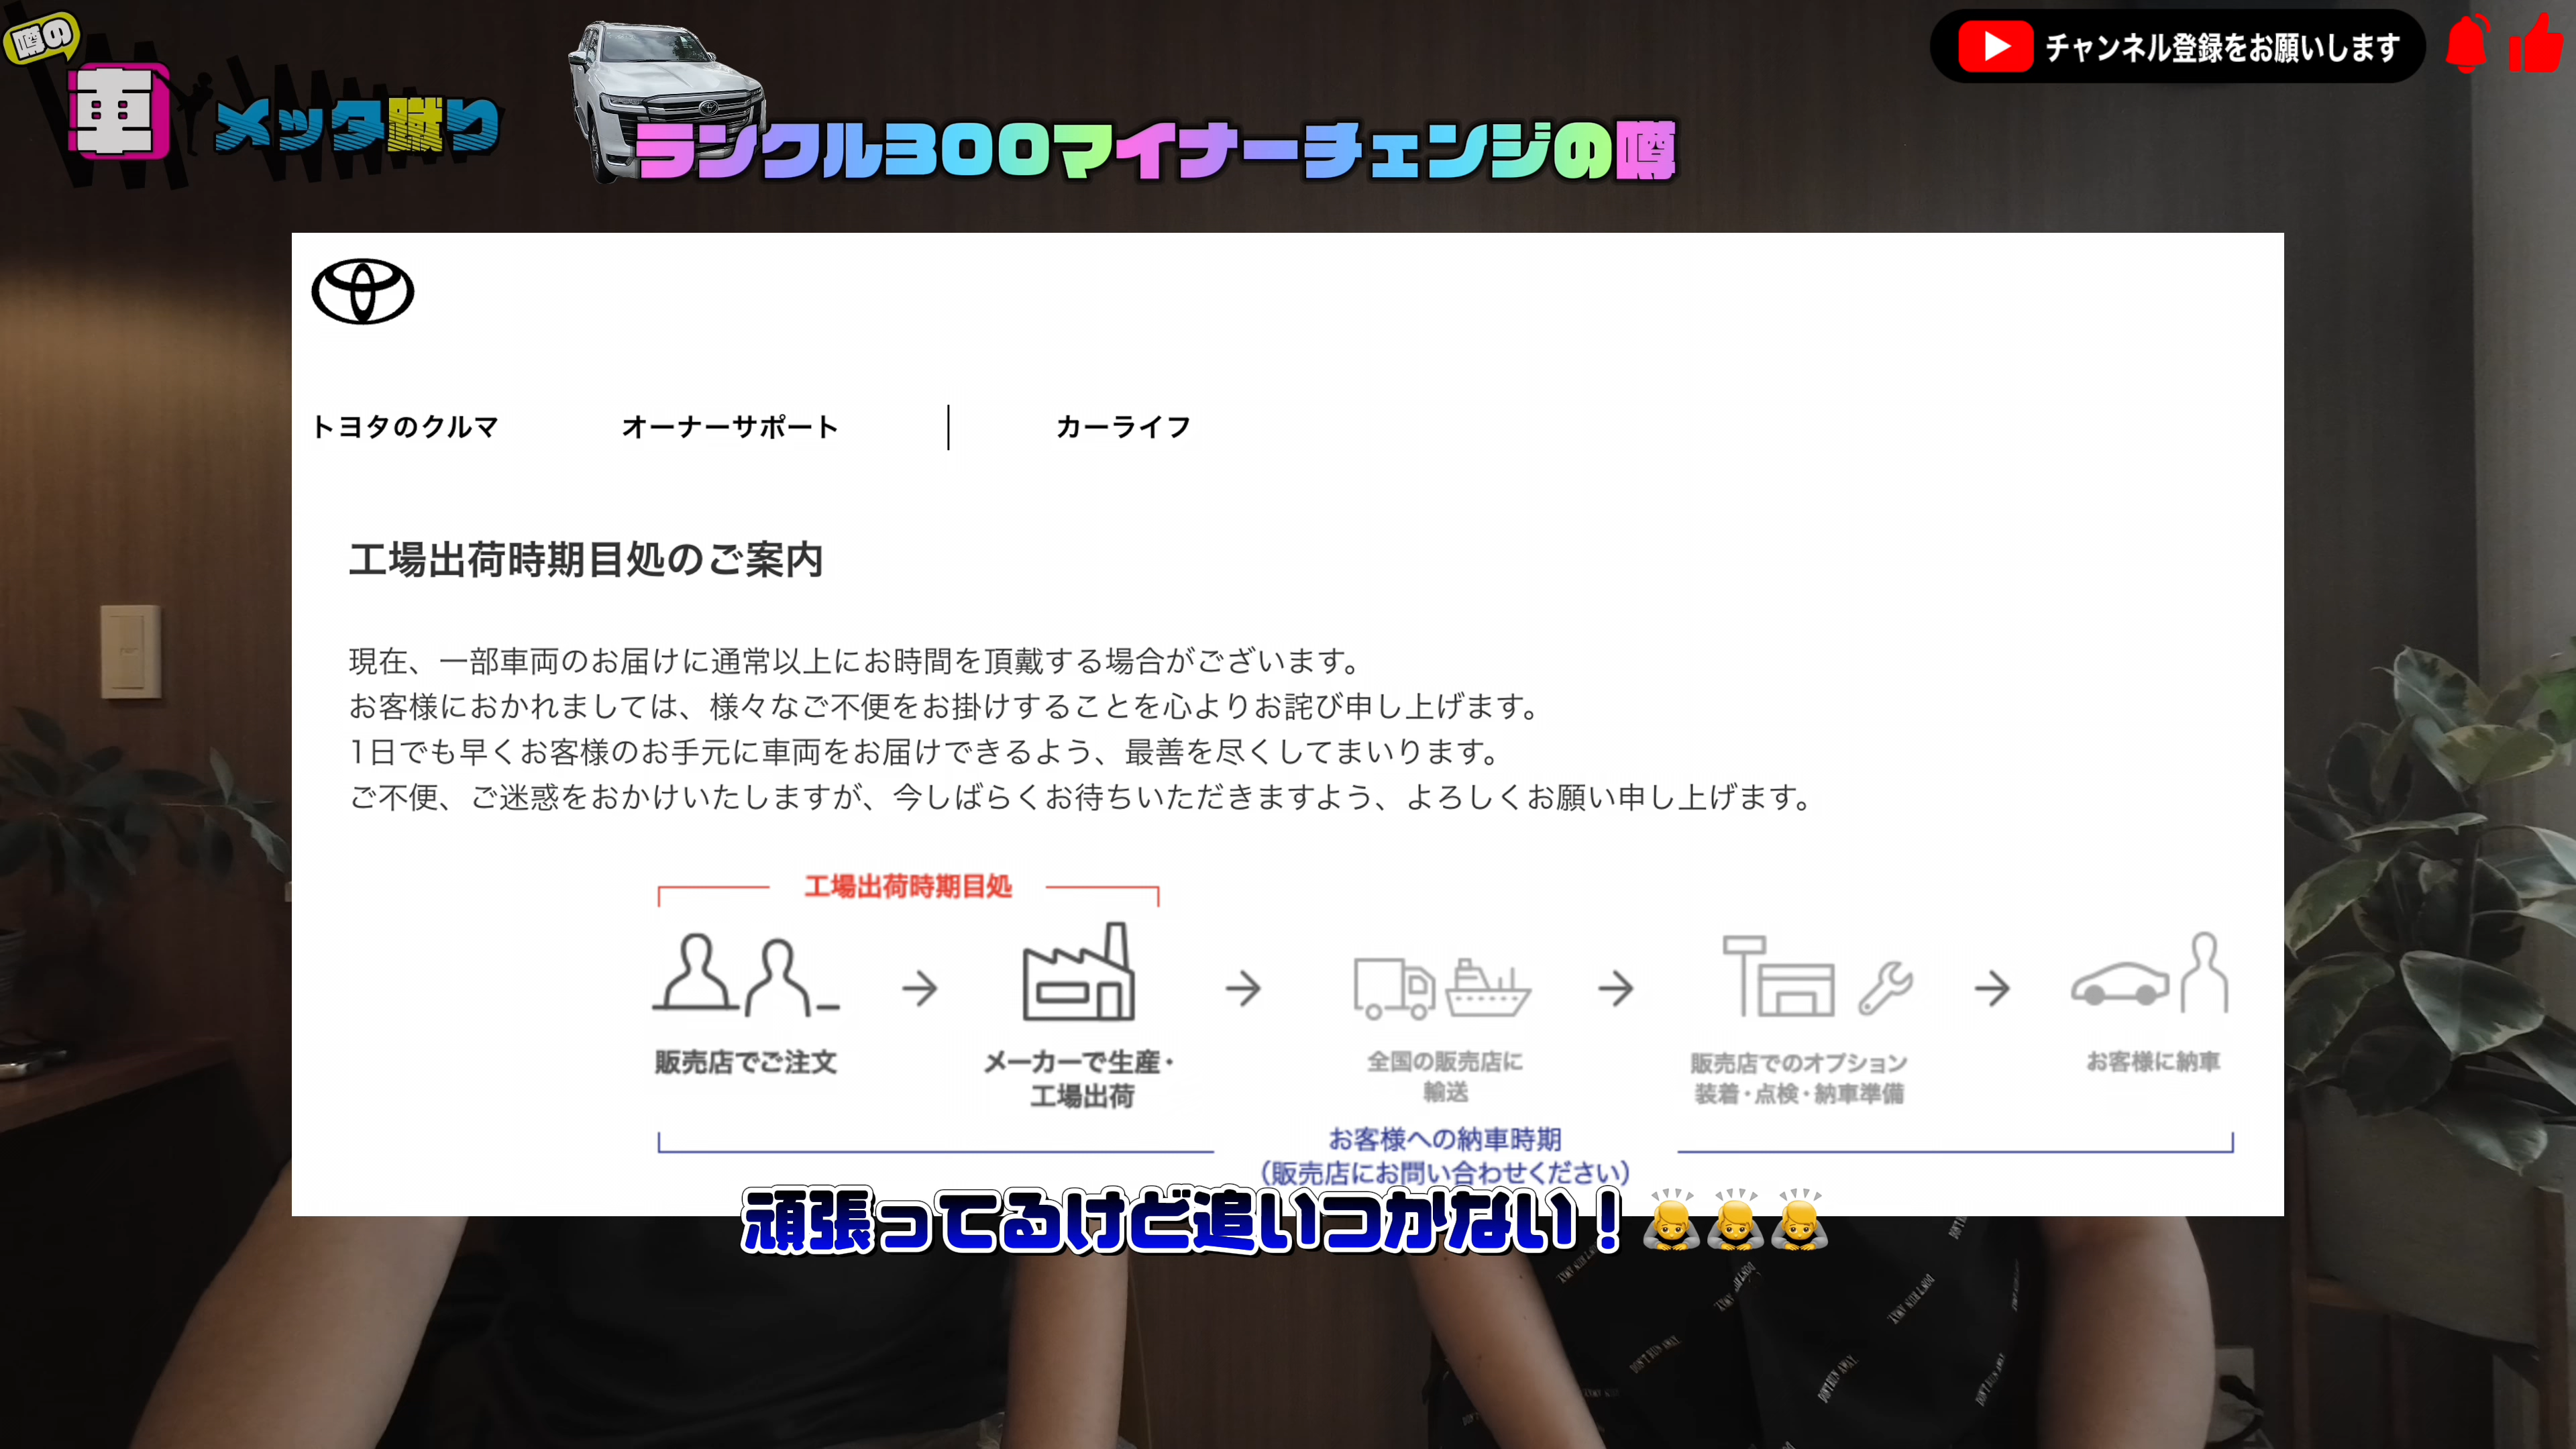 噂の
車メッタ蹴り
チャンネル登録をお願いします
ランクル300マイナーチェンジの噂
トヨタのクルマ
オーナーサポート
カーライフ
工場出荷時期目処のご案内
現在、一部車両のお届けに通常以上にお時間を頂戴する場合がございます。
お客様におかれましては、様々なご不便をお掛けすることを心よりお詫び申し上げます。
1日でも早くお客様のお手元に車両をお届けできるよう、最善を尽くしてまいります。
ご不便、ご迷惑をおかけいたしますが、今しばらくお待ちいただきますよう、よろしくお願い申し上げます。
工場出荷時期目処
販売店でご注文
メーカーで生産・
工場出荷
全国の販売店に
輸送
販売店でのオプション
装着・点検・納車準備
お客様に納車
お客様への納車時期
（販売店にお問い合わせください）
頑張ってるけど追いつかない！
DON'T RUN AWAY.